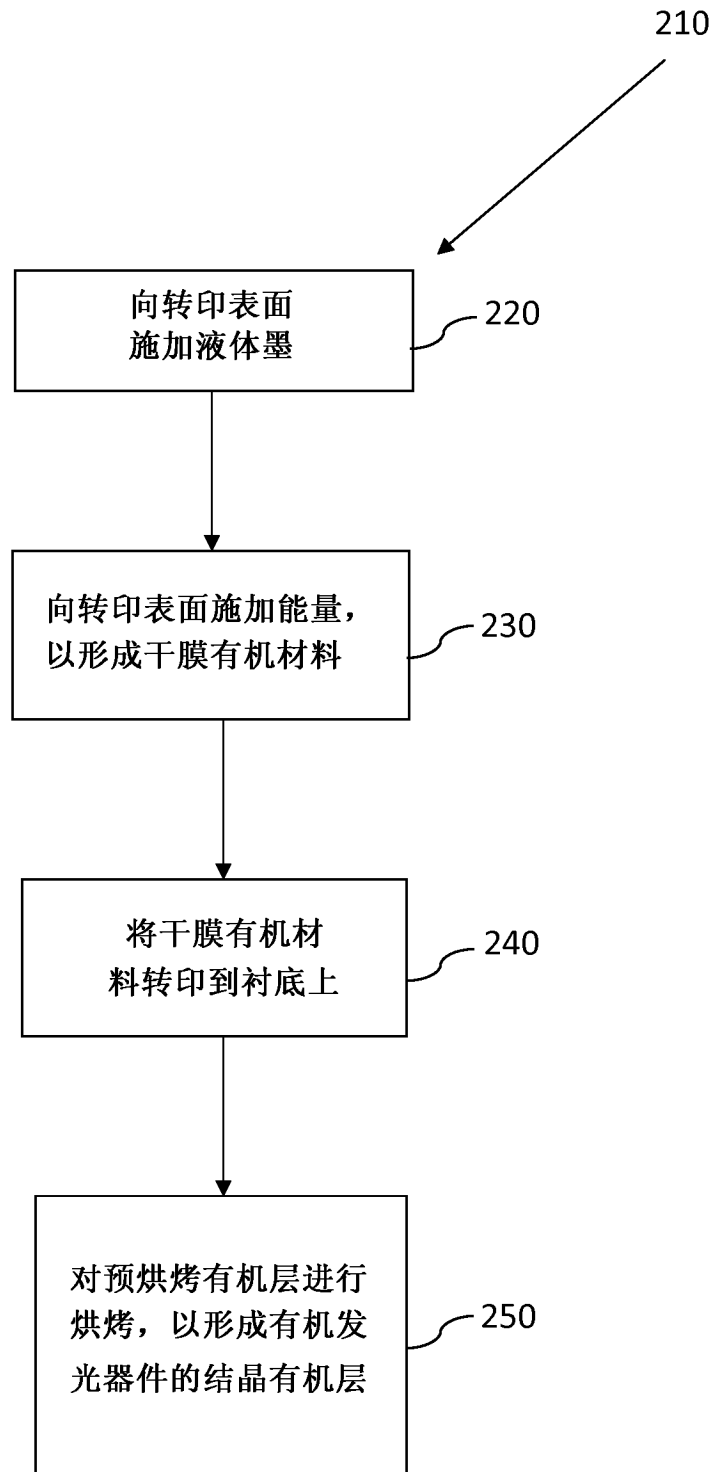 210
向转印表面
施加液体墨
220
向转印表面施加能量，
以形成干膜有机材料
230
将干膜有机材
料转印到衬底上
240
对预烘烤有机层进行
烘烤，以形成有机发
光器件的结晶有机层
250